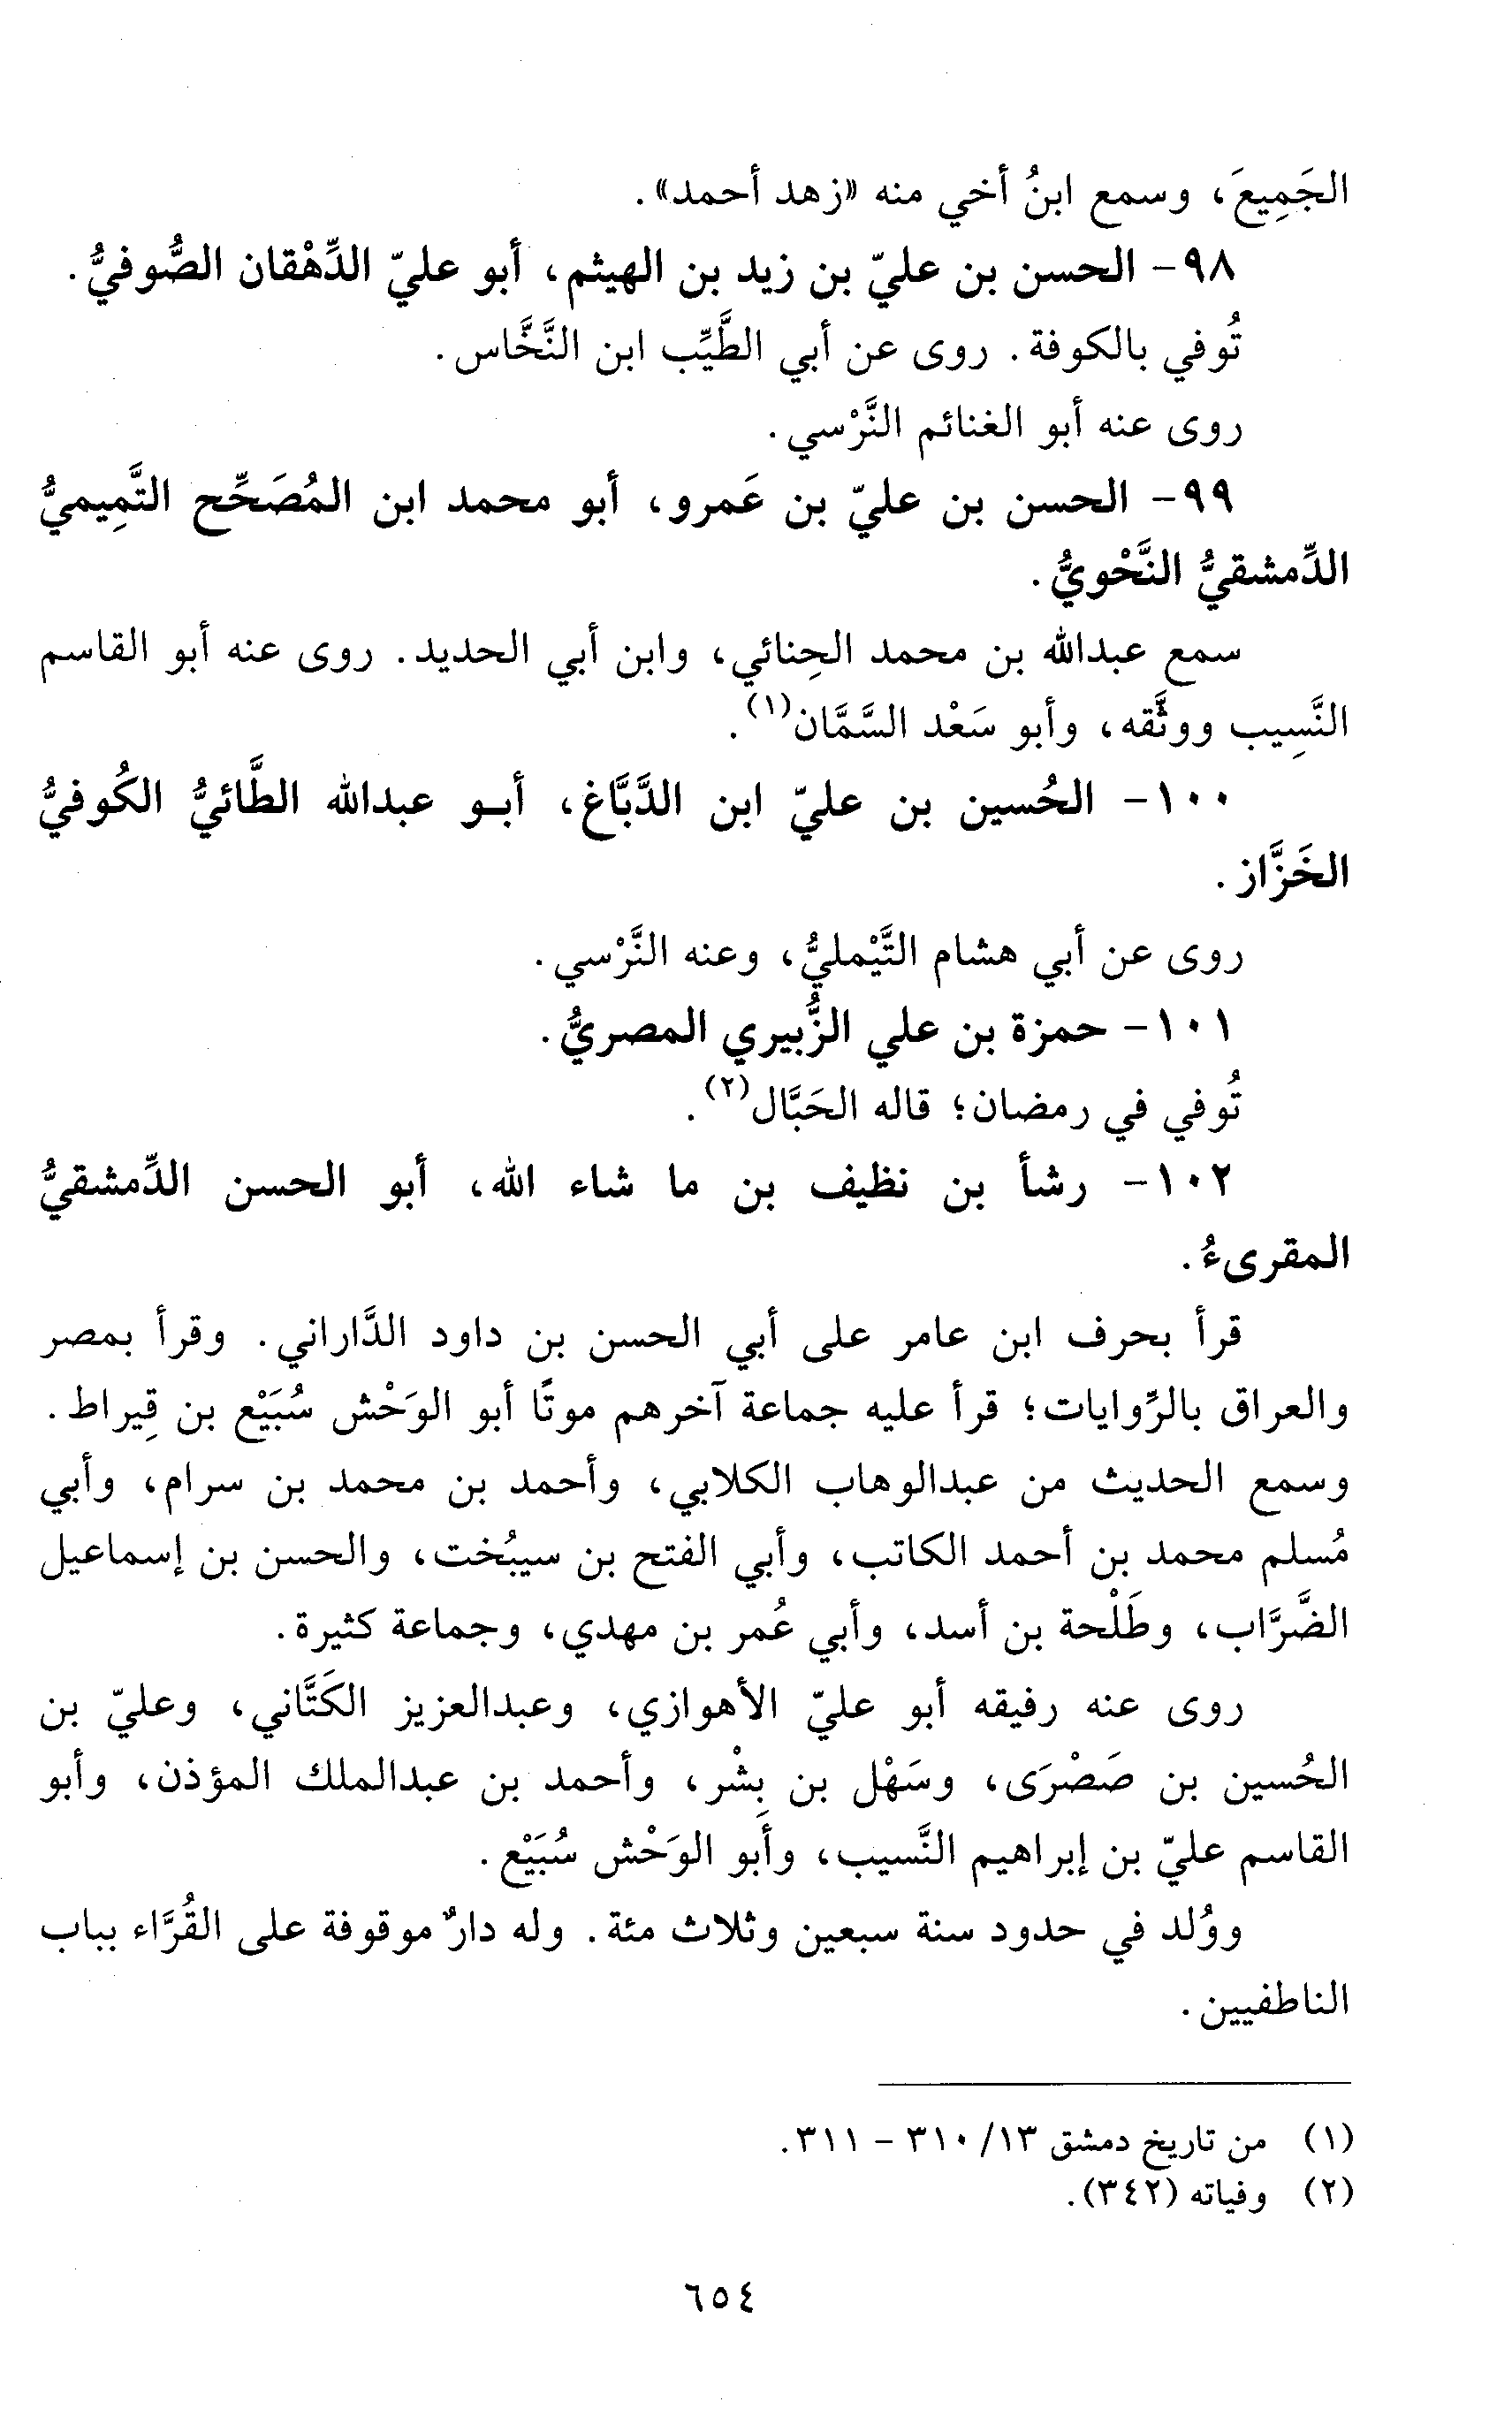 الجَمِيعَ، وسمع ابنُ أخي منه «زهد أحمد».
٩٨- الحسن بن عليّ بن زيد بن الهيثم، أبو عليّ الدِّهْقان الصُّوفيُّ.
تُوفي بالكوفة. روى عن أبي الطَّيِّب ابن النَّخَّاس.
روى عنه أبو الغنائم النَّرْسي.
٩٩- الحسن بن عليّ بن عَمرو، أبو محمد ابن المُصَحِّح التَّمِيميُّ
الدِّمشقيُّ النَّحْويُّ.
سمع عبدالله بن محمد الحِنائي، وابن أبي الحديد. روى عنه أبو القاسم
النَّسِيب ووثَّقه، وأبو سَعْد السَّمَّان(١).
١٠٠- الحُسين بن عليّ ابن الدَّبَّاغ، أبو عبدالله الطَّائيُّ الكُوفيُّ
الخَزَّاز.
روى عن أبي هشام التَّيْمليُّ، وعنه النَّرْسي.
١٠١- حمزة بن علي الزُّبيري المصريُّ.
تُوفي في رمضان؛ قاله الحَبَّال(٢).
١٠٢- رشأ بن نظيف بن ما شاء الله، أبو الحسن الدِّمشقيُّ
المقرىءُ.
قرأ بحرف ابن عامر على أبي الحسن بن داود الدَّاراني. وقرأ بمصر
والعراق بالرِّوايات؛ قرأ عليه جماعة آخرهم موتًا أبو الوَحْش سُبَيْع بن قِيراط.
وسمع الحديث من عبدالوهاب الكلابي، وأحمد بن محمد بن سرام، وأبي
مُسلم محمد بن أحمد الكاتب، وأبي الفتح بن سيبُخت، والحسن بن إسماعيل
الضَّرَّاب، وطَلْحة بن أسد، وأبي عُمر بن مهدي، وجماعة كثيرة.
روى عنه رفيقه أبو عليّ الأهوازي، وعبدالعزيز الكَتَّاني، وعليّ بن
الحُسين بن صَصْرَى، وسَهْل بن بِشْر، وأحمد بن عبدالملك المؤذن، وأبو
القاسم عليّ بن إبراهيم النَّسيب، وأَبو الوَحْش سُبَيْع.
ووُلد في حدود سنة سبعين وثلاث مئة. وله دارٌ موقوفة على القُرَّاء بباب
الناطفيين.
(١) من تاريخ دمشق ١٣/ ٣١٠ - ٣١١.
(٢) وفياته (٣٤٢).
٦٥٤